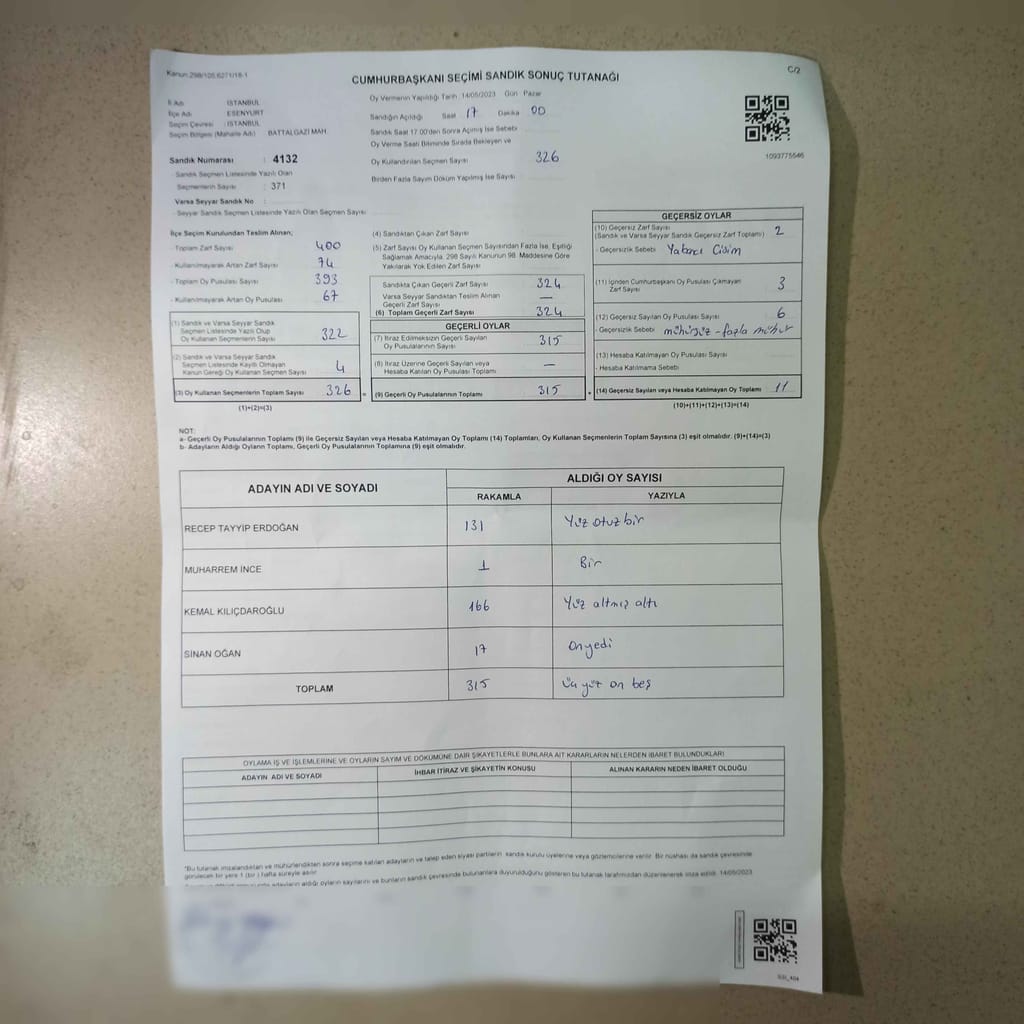 Kanun:298/105,6271/18-1
C/2
CUMHURBAŞKANI SEÇİMİ SANDIK SONUÇ TUTANAĞI
İl Adı : İSTANBUL
İlçe Adı : ESENYURT
Seçim Çevresi : İSTANBUL
Seçim Bölgesi (Mahalle Adı) BATTALGAZİ MAH.
Sandık Numarası : 4132
Sandık Seçmen Listesinde Yazılı Olan
Seçmenlerin Sayısı : 371
Varsa Seyyar Sandık No :
Seyyar Sandık Seçmen Listesinde Yazılı Olan Seçmen Sayısı
Oy Vermenin Yapıldığı Tarih 14/05/2023 Gün Pazar
Sandığın Açıldığı Saat 17 Dakika 00
Sandık Saat 17:00'den Sonra Açımış İse Sebebi
Oy Verme Saati Bitiminde Sırada Bekleyen ve
Oy Kullandırılan Seçmen Sayısı 326
Birden Fazla Sayım Döküm Yapılmış İse Sayısı
1093775546
İlçe Seçim Kurulundan Teslim Alınan;
- Toplam Zarf Sayısı 400
- Kullanılmayarak Artan Zarf Sayısı 74
- Toplam Oy Pusulası Sayısı 393
- Kullanılmayarak Artan Oy Pusulası 67
(1) Sandık ve Varsa Seyyar Sandık
Seçmen Listesinde Yazılı Olup
Oy Kullanan Seçmenlerin Sayısı 322
(2) Sandık ve Varsa Seyyar Sandık
Seçmen Listesinde Kayıtlı Olmayan
Kanun Gereği Oy Kullanan Seçmen Sayısı 4
(3) Oy Kullanan Seçmenlerin Toplam Sayısı 326 =
(1)+(2)=(3)
(4) Sandıktan Çıkan Zarf Sayısı
(5) Zarf Sayısı Oy Kullanan Seçmen Sayısından Fazla İse, Eşitliği
Sağlamak Amacıyla, 298 Sayılı Kanunun 98. Maddesine Göre
Yakılarak Yok Edilen Zarf Sayısı
Sandıkta Çıkan Geçerli Zarf Sayısı 324
Varsa Seyyar Sandıktan Teslim Alınan
Geçerli Zarf Sayısı —
(6) Toplam Geçerli Zarf Sayısı 324
GEÇERLİ OYLAR
(7) İtiraz Edilmeksizin Geçerli Sayılan
Oy Pusulalarının Sayısı 315
(8) İtiraz Üzerine Geçerli Sayılan veya
Hesaba Katılan Oy Pusulası Toplamı —
(9) Geçerli Oy Pusulalarının Toplamı 315 +
GEÇERSİZ OYLAR
(10) Geçersiz Zarf Sayısı
(Sandık ve Varsa Seyyar Sandık Geçersiz Zarf Toplamı) 2
- Geçersizlik Sebebi Yabancı Cisim
(11) İçinden Cumhurbaşkanı Oy Pusulası Çıkmayan
Zarf Sayısı 3
(12) Geçersiz Sayılan Oy Pusulası Sayısı 6
- Geçersizlik Sebebi mühürsüz - fazla mühür
(13) Hesaba Katılmayan Oy Pusulası Sayısı
- Hesaba Katılmama Sebebi
(14) Geçersiz Sayılan veya Hesaba Katılmayan Oy Toplamı 11
(10)+(11)+(12)+(13)=(14)
NOT:
a- Geçerli Oy Pusulalarının Toplamı (9) ile Geçersiz Sayılan veya Hesaba Katılmayan Oy Toplamı (14) Toplamları, Oy Kullanan Seçmenlerin Toplam Sayısına (3) eşit olmalıdır. (9)+(14)=(3)
b- Adayların Aldığı Oyların Toplamı, Geçerli Oy Pusulalarının Toplamına (9) eşit olmalıdır.
ADAYIN ADI VE SOYADI ALDIĞI OY SAYISI
RAKAMLA YAZIYLA
RECEP TAYYİP ERDOĞAN 131 Yüz otuz bir
MUHARREM İNCE 1 Bir
KEMAL KILIÇDAROĞLU 166 Yüz altmış altı
SİNAN OĞAN 17 Onyedi
TOPLAM 315 üç yüz on beş
OYLAMA İŞ VE İŞLEMLERİNE VE OYLARIN SAYIM VE DÖKÜMÜNE DAİR ŞİKAYETLERLE BUNLARA AİT KARARLARIN NELERDEN İBARET BULUNDUKLARI
ADAYIN ADI VE SOYADI İHBAR İTİRAZ VE ŞİKAYETİN KONUSU ALINAN KARARIN NEDEN İBARET OLDUĞU
*Bu tutanak imzalandıktan ve mühürlendikten sonra seçime katılan adayların ve talep eden siyasi partilerin sandık kurulu üyelerine veya gözlemcilerine verilir. Bir nüshası da sandık çevresinde
görülecek bir yere 1 (bir) hafta süreyle asılır.
adayların aldığı oyların sayılarını ve bunların sandık çevresinde bulunanlara duyurulduğunu gösteren bu tutanak tarafımızdan düzenlenerek imza edildi. 14/05/2023